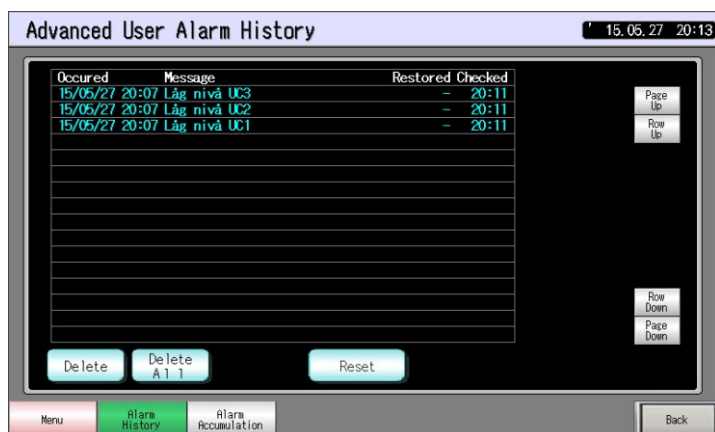 Advanced User Alarm History
' 15.05.27 20:13
Occured Message Restored Checked
15/05/27 20:07 Låg nivå UC3 – 20:11
15/05/27 20:07 Låg nivå UC2 – 20:11
15/05/27 20:07 Låg nivå UC1 – 20:11
Page
Up
Row
Up
Row
Down
Page
Down
Delete
Delete
All
Reset
Menu
Alarm
History
Alarm
Accumulation
Back